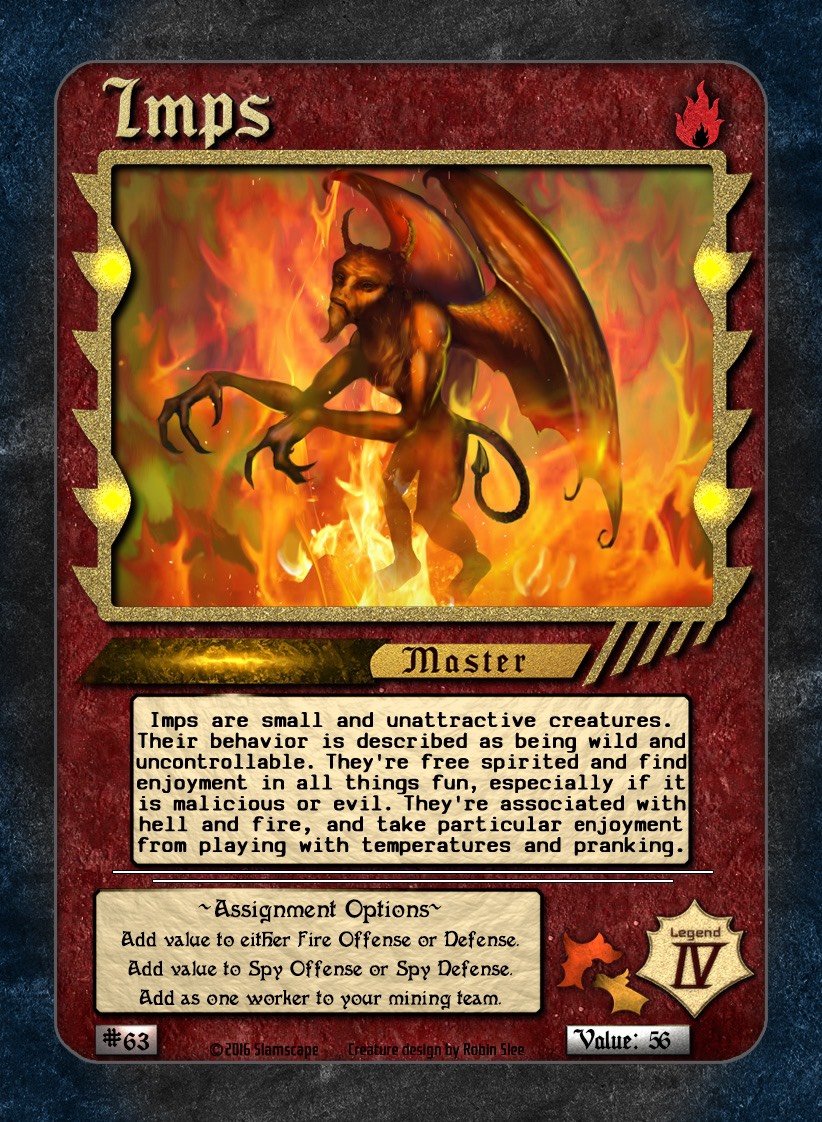 Imps
Master
Imps are small and unattractive creatures.
Their behavior is described as being wild and
uncontrollable. They're free spirited and find
enjoyment in all things fun, especially if it
is malicious or evil. They're associated with
hell and fire, and take particular enjoyment
from playing with temperatures and pranking.
~Assignment Options~
Add value to either Fire Offense or Defense.
Add value to Spy Offense or Spy Defense.
Add as one worker to your mining team.
Legend
IV
#63
©2016 Slamscape
Creature design by Robin Slee
Value: 56